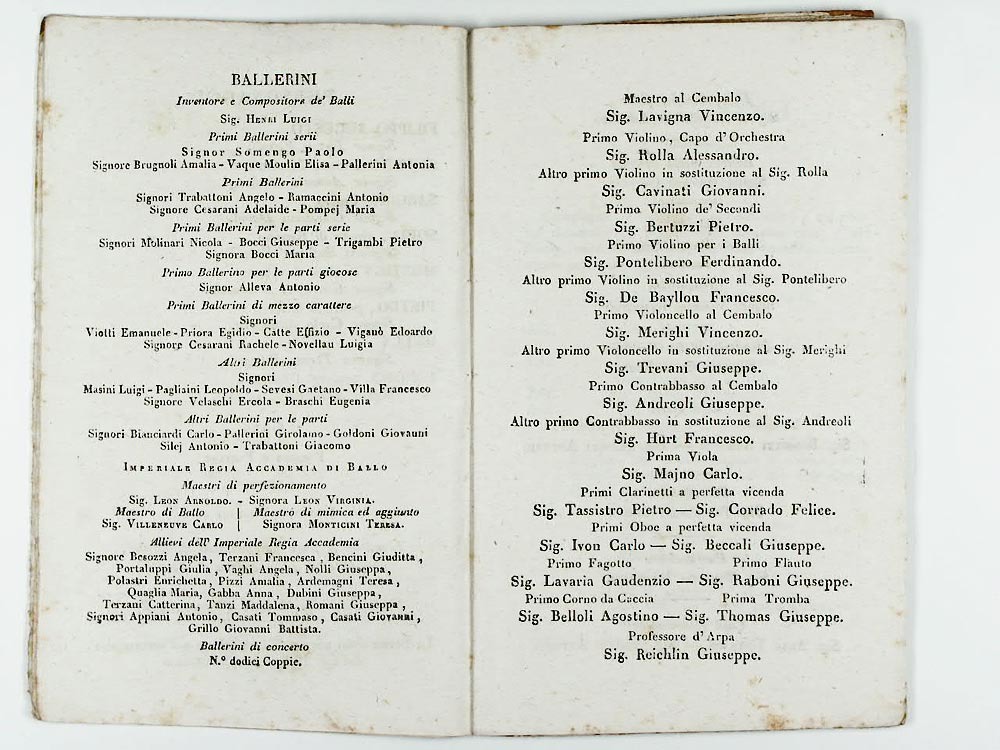 BALLERINI
Inventore e Compositore de' Balli
Sig. Henri Luigi
Primi Ballerini serii
Signor Somengo Paolo
Signore Brugnoli Amalia - Vaque Moulin Elisa - Pallerini Antonia
Primi Ballerini
Signori Trabattoni Angelo - Ramaccini Antonio
Signore Cesarani Adelaide - Pompej Maria
Primi Ballerini per le parti serie
Signori Molinari Nicola - Bocci Giuseppe - Trigambi Pietro
Signora Bocci Maria
Primo Ballerino per le parti giocose
Signor Alleva Antonio
Primi Ballerini di mezzo carattere
Signori
Viotti Emanuele - Priora Egidio - Catte Effizio - Viganò Edoardo
Signore Cesarani Rachele - Novellau Luigia
Altri Ballerini
Signori
Masini Luigi - Pagliaini Leopoldo - Sevesi Gaetano - Villa Francesco
Signore Velaschi Ercola - Braschi Eugenia
Altri Ballerini per le parti
Signori Bianciardi Carlo - Pallerini Girolamo - Goldoni Giovanni
Silej Antonio - Trabattoni Giacomo
Imperiale Regia Accademia di Ballo
Maestri di perfezionamento
Sig. Leon Arnoldo. - Signora Leon Virginia.
Maestro di Ballo | Maestro di mimica ed aggiunto
Sig. Villeneuve Carlo | Signora Monticini Teresa.
Allievi dell' Imperiale Regia Accademia
Signore Besozzi Angela, Terzani Francesca, Bencini Giuditta,
Portaluppi Giulia, Vaghi Angela, Nolli Giuseppa,
Polastri Enrichetta, Pizzi Amalia, Ardemagni Teresa,
Quaglia Maria, Gabba Anna, Dubini Giuseppa,
Terzani Catterina, Tanzi Maddalena, Romani Giuseppa,
Signori Appiani Antonio, Casati Tommaso, Casati Giovanni,
Grillo Giovanni Battista.
Ballerini di concerto
N.° dodici Coppie.
Maestro al Cembalo
Sig. Lavigna Vincenzo.
Primo Violino, Capo d' Orchestra
Sig. Rolla Alessandro.
Altro primo Violino in sostituzione al Sig. Rolla
Sig. Cavinati Giovanni.
Primo Violino de' Secondi
Sig. Bertuzzi Pietro.
Primo Violino per i Balli
Sig. Pontelibero Ferdinando.
Altro primo Violino in sostituzione al Sig. Pontelibero
Sig. De Bayllou Francesco.
Primo Violoncello al Cembalo
Sig. Merighi Vincenzo.
Altro primo Violoncello in sostituzione al Sig. Merighi
Sig. Trevani Giuseppe.
Primo Contrabbasso al Cembalo
Sig. Andreoli Giuseppe.
Altro primo Contrabbasso in sostituzione al Sig. Andreoli
Sig. Hurt Francesco.
Prima Viola
Sig. Majno Carlo.
Primi Clarinetti a perfetta vicenda
Sig. Tassistro Pietro — Sig. Corrado Felice.
Primi Oboe a perfetta vicenda
Sig. Ivon Carlo — Sig. Beccali Giuseppe.
Primo Fagotto Primo Flauto
Sig. Lavaria Gaudenzio — Sig. Raboni Giuseppe.
Primo Corno da Caccia Prima Tromba
Sig. Belloli Agostino — Sig. Thomas Giuseppe.
Professore d' Arpa
Sig. Reichlin Giuseppe.